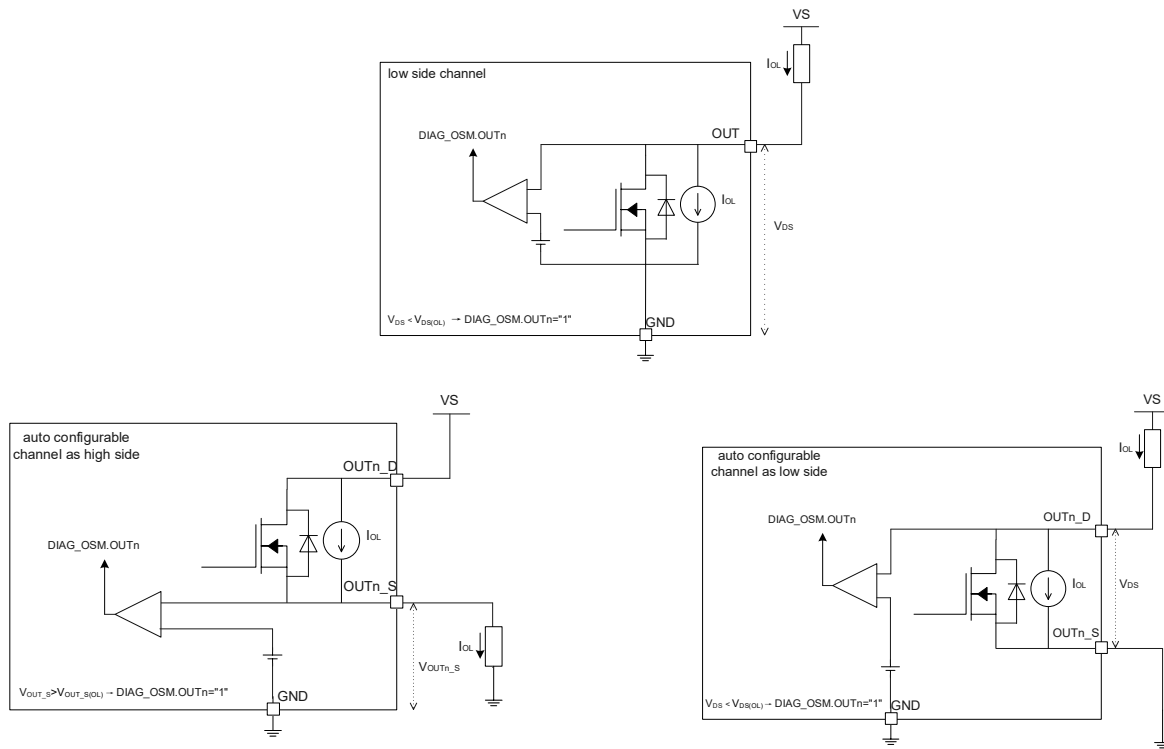 VS
IOL
low side channel
DIAG_OSM.OUTn
OUT
IOL
VDS
VDS < VDS(OL) → DIAG_OSM.OUTn="1"
GND
VS
auto configurable
channel as high side
OUTn_D
IOL
DIAG_OSM.OUTn
OUTn_S
IOL
VOUTn_S
VOUT_S>VOUT_S(OL)→ DIAG_OSM.OUTn="1"
GND
VS
IOL
auto configurable
channel as low side
OUTn_D
DIAG_OSM.OUTn
IOL
VDS
OUTn_S
VDS < VDS(OL)→ DIAG_OSM.OUTn="1"
GND